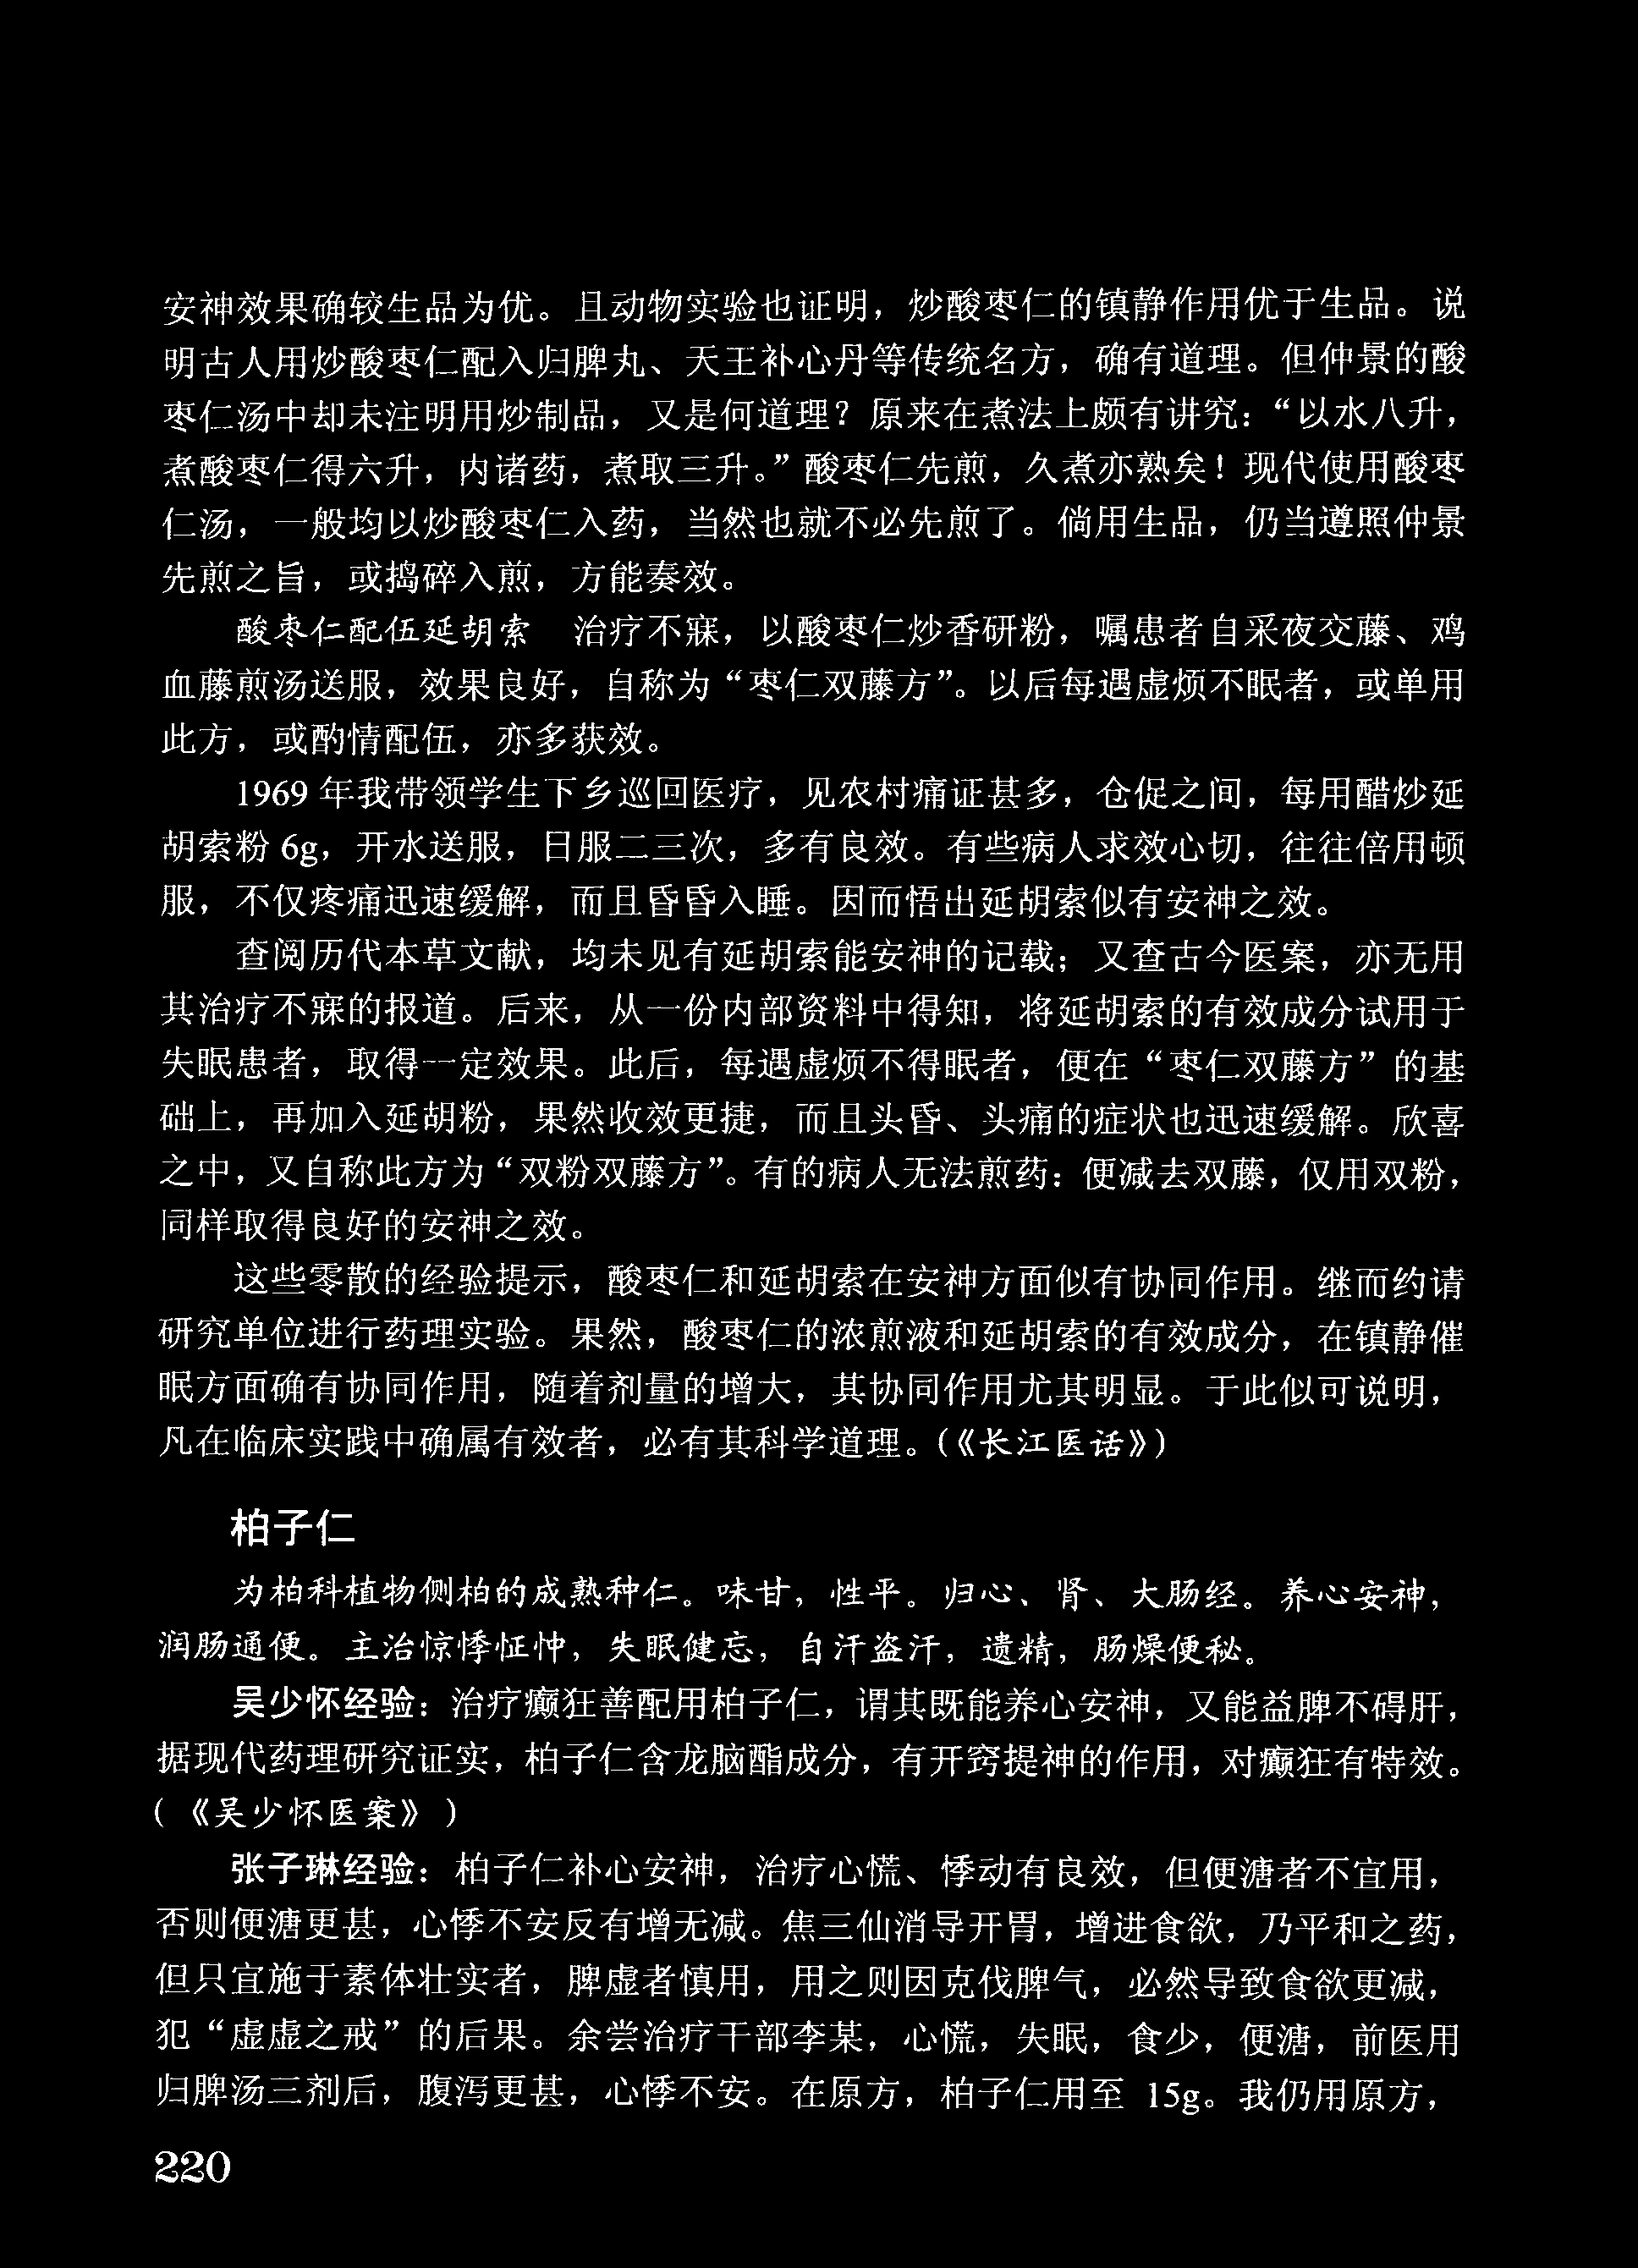 安神效果确较生品为优。且动物实验也证明，炒酸枣仁的镇静作用优于生品。说
明古人用炒酸枣仁配入归脾丸、天王补心丹等传统名方，确有道理。但仲景的酸
枣仁汤中却未注明用炒制品，又是何道理？原来在煮法上颇有讲究：“以水八升，
煮酸枣仁得六升，内诸药，煮取三升。”酸枣仁先煎，久煮亦熟矣！现代使用酸枣
仁汤，一般均以炒酸枣仁入药，当然也就不必先煎了。倘用生品，仍当遵照仲景
先煎之旨，或捣碎入煎，方能奏效。
酸枣仁配伍延胡索　治疗不寐，以酸枣仁炒香研粉，嘱患者自采夜交藤、鸡
血藤煎汤送服，效果良好，自称为“枣仁双藤方”。以后每遇虚烦不眠者，或单用
此方，或酌情配伍，亦多获效。
1969 年我带领学生下乡巡回医疗，见农村痛证甚多，仓促之间，每用醋炒延
胡索粉 6g，开水送服，日服二三次，多有良效。有些病人求效心切，往往倍用顿
服，不仅疼痛迅速缓解，而且昏昏入睡。因而悟出延胡索似有安神之效。
查阅历代本草文献，均未见有延胡索能安神的记载；又查古今医案，亦无用
其治疗不寐的报道。后来，从一份内部资料中得知，将延胡索的有效成分试用于
失眠患者，取得一定效果。此后，每遇虚烦不得眠者，便在“枣仁双藤方”的基
础上，再加入延胡粉，果然收效更捷，而且头昏、头痛的症状也迅速缓解。欣喜
之中，又自称此方为“双粉双藤方”。有的病人无法煎药：便减去双藤，仅用双粉，
同样取得良好的安神之效。
这些零散的经验提示，酸枣仁和延胡索在安神方面似有协同作用。继而约请
研究单位进行药理实验。果然，酸枣仁的浓煎液和延胡索的有效成分，在镇静催
眠方面确有协同作用，随着剂量的增大，其协同作用尤其明显。于此似可说明，
凡在临床实践中确属有效者，必有其科学道理。（《长江医话》）
柏子仁
为柏科植物侧柏的成熟种仁。味甘，性平。归心、肾、大肠经。养心安神，
润肠通便。主治惊悸怔忡，失眠健忘，自汗盗汗，遗精，肠燥便秘。
吴少怀经验：治疗癫狂善配用柏子仁，谓其既能养心安神，又能益脾不碍肝，
据现代药理研究证实，柏子仁含龙脑酯成分，有开窍提神的作用，对癫狂有特效。
（《吴少怀医案》）
张子琳经验：柏子仁补心安神，治疗心慌、悸动有良效，但便溏者不宜用，
否则便溏更甚，心悸不安反有增无减。焦三仙消导开胃，增进食欲，乃平和之药，
但只宜施于素体壮实者，脾虚者慎用，用之则因克伐脾气，必然导致食欲更减，
犯“虚虚之戒”的后果。余尝治疗干部李某，心慌，失眠，食少，便溏，前医用
归脾汤三剂后，腹泻更甚，心悸不安。在原方，柏子仁用至 15g。我仍用原方，
220